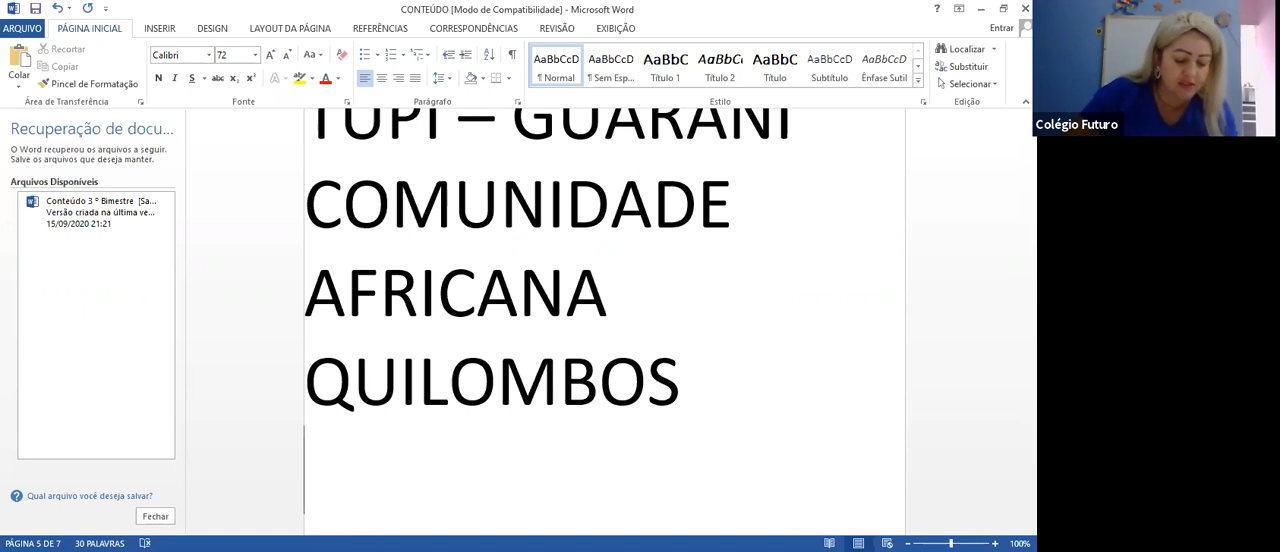 CONTEÚDO [Modo de Compatibilidade] - Microsoft Word
ARQUIVO PÁGINA INICIAL INSERIR DESIGN LAYOUT DA PÁGINA REFERÊNCIAS CORRESPONDÊNCIAS REVISÃO EXIBIÇÃO Entrar
Colar
Recortar
Copiar
Pincel de Formatação
Área de Transferência
Calibri 72
Fonte
Parágrafo
AaBbCcD AaBbCcD AaBbC AaBbC AaBbC AaBbCcD AaBbCcD
¶ Normal ¶ Sem Esp... Título 1 Título 2 Título Subtítulo Ênfase Sutil
Estilo
Localizar
Substituir
Selecionar
Edição
Colégio Futuro
Recuperação de docu...
O Word recuperou os arquivos a seguir.
Salve os arquivos que deseja manter.
Arquivos Disponíveis
Conteúdo 3 º Bimestre [Sa...
Versão criada na última ve...
15/09/2020 21:21
Qual arquivo você deseja salvar?
Fechar
TUPI – GUARANI
COMUNIDADE
AFRICANA
QUILOMBOS
PÁGINA 5 DE 7 30 PALAVRAS 100%